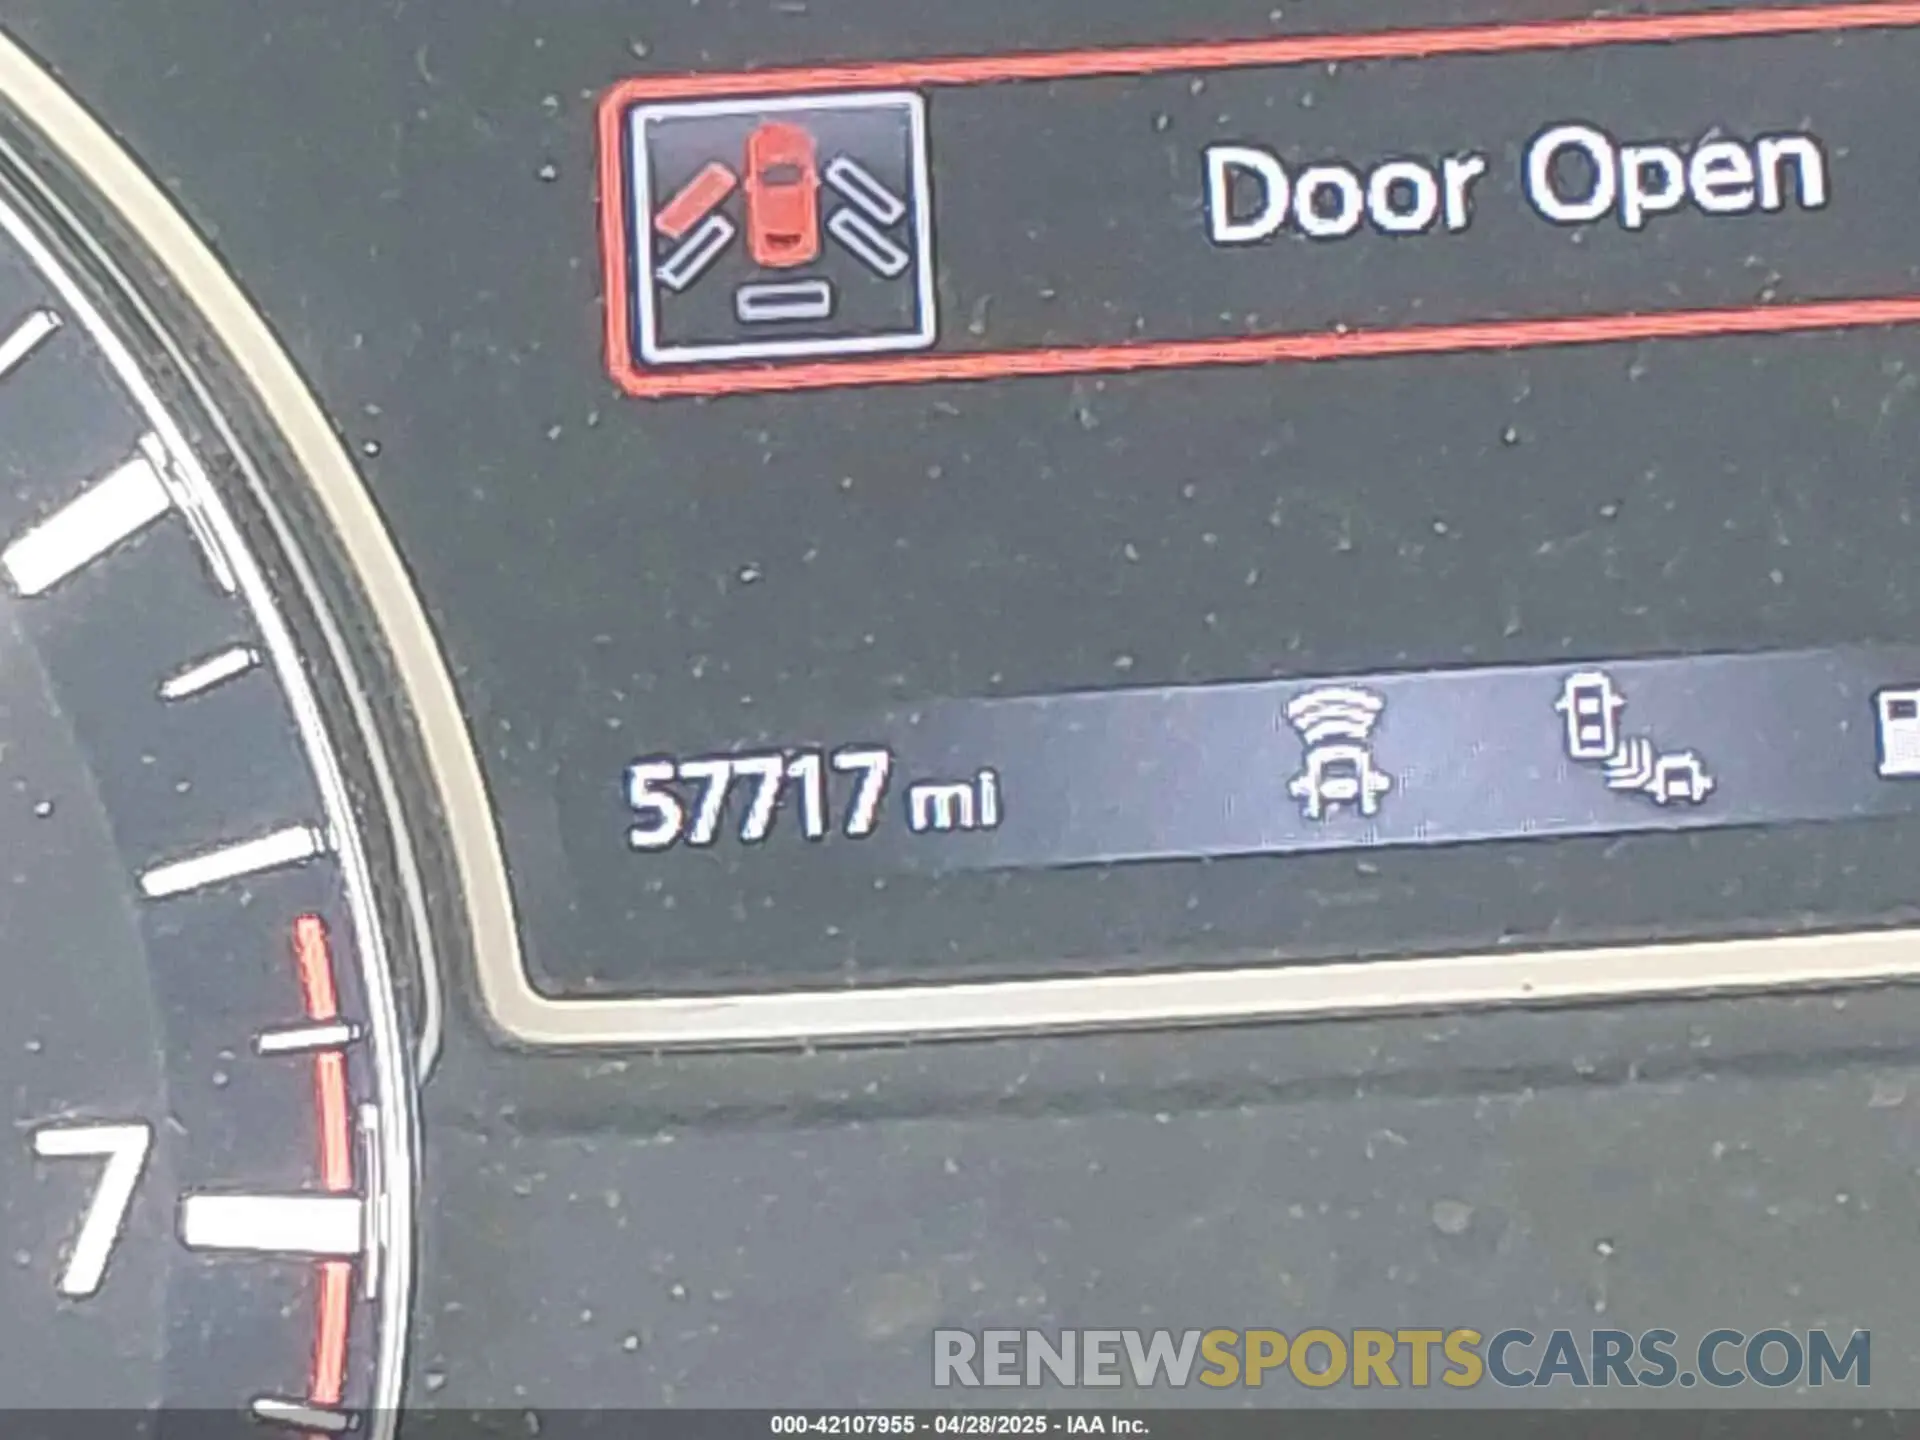 Door Open
57717 mi
7
RENEWSPORTSCARS.COM
000-42107955 - 04/28/2025 - IAA Inc.